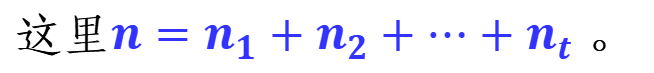 这里n = n₁ + n₂ + ⋯ + nₜ 。